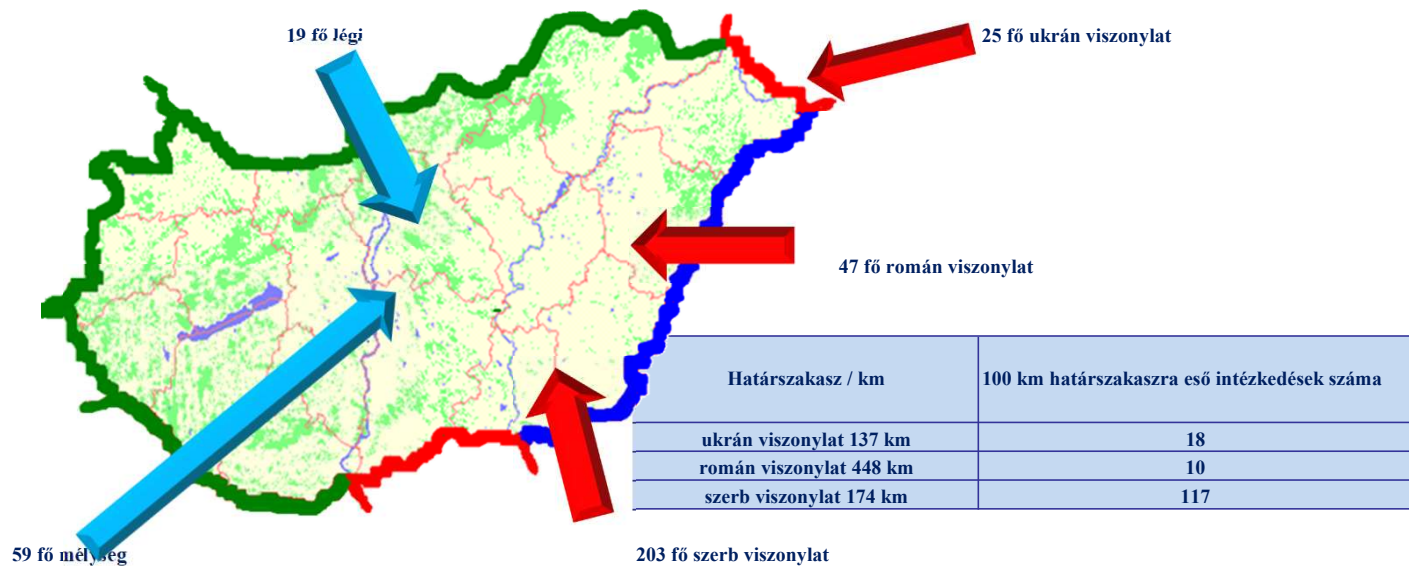 19 fő légi
25 fő ukrán viszonylat
47 fő román viszonylat
Határszakasz / km
100 km határszakaszra eső intézkedések száma
ukrán viszonylat 137 km
18
román viszonylat 448 km
10
szerb viszonylat 174 km
117
59 fő mélység
203 fő szerb viszonylat